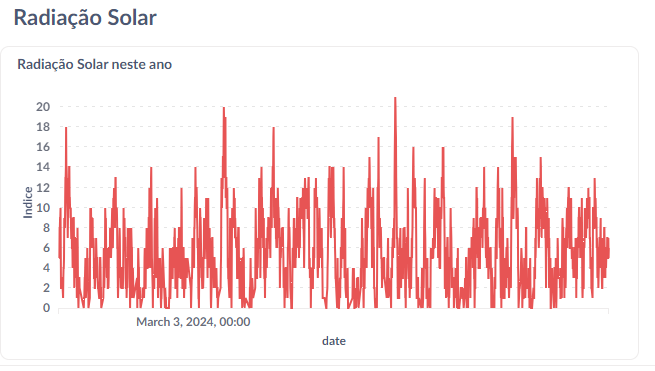 Radiação Solar
Radiação Solar neste ano
20
18
16
14
12
10
8
6
4
2
0
Indice
March 3, 2024, 00:00
date